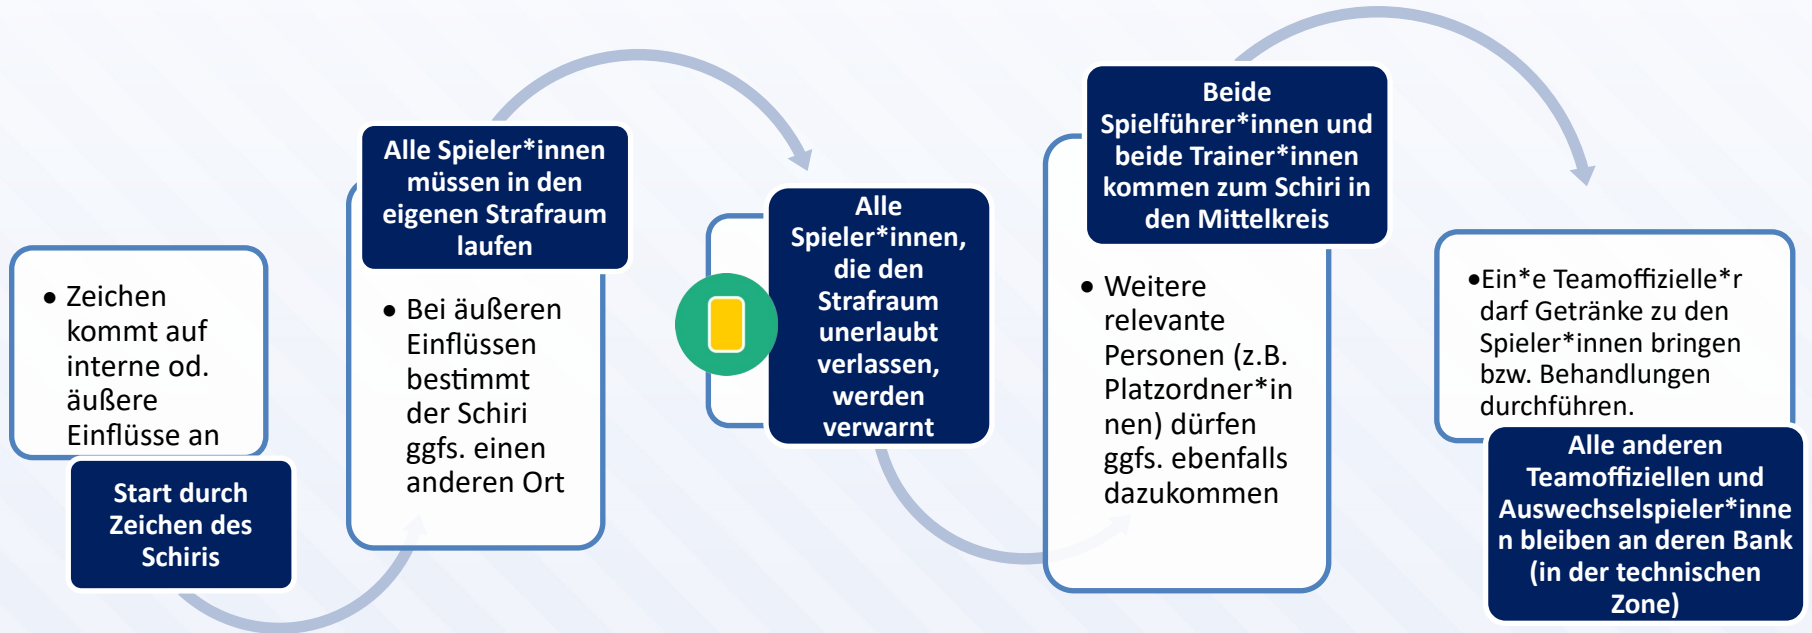 • Zeichen
kommt auf
interne od.
äußere
Einflüsse an
Start durch
Zeichen des
Schiris
Alle Spieler*innen
müssen in den
eigenen Strafraum
laufen
• Bei äußeren
Einflüssen
bestimmt
der Schiri
ggfs. einen
anderen Ort
Alle
Spieler*innen,
die den
Strafraum
unerlaubt
verlassen,
werden
verwarnt
Beide
Spielführer*innen und
beide Trainer*innen
kommen zum Schiri in
den Mittelkreis
• Weitere
relevante
Personen (z.B.
Platzordner*in
nen) dürfen
ggfs. ebenfalls
dazukommen
•Ein*e Teamoffizielle*r
darf Getränke zu den
Spieler*innen bringen
bzw. Behandlungen
durchführen.
Alle anderen
Teamoffiziellen und
Auswechselspieler*inne
n bleiben an deren Bank
(in der technischen
Zone)